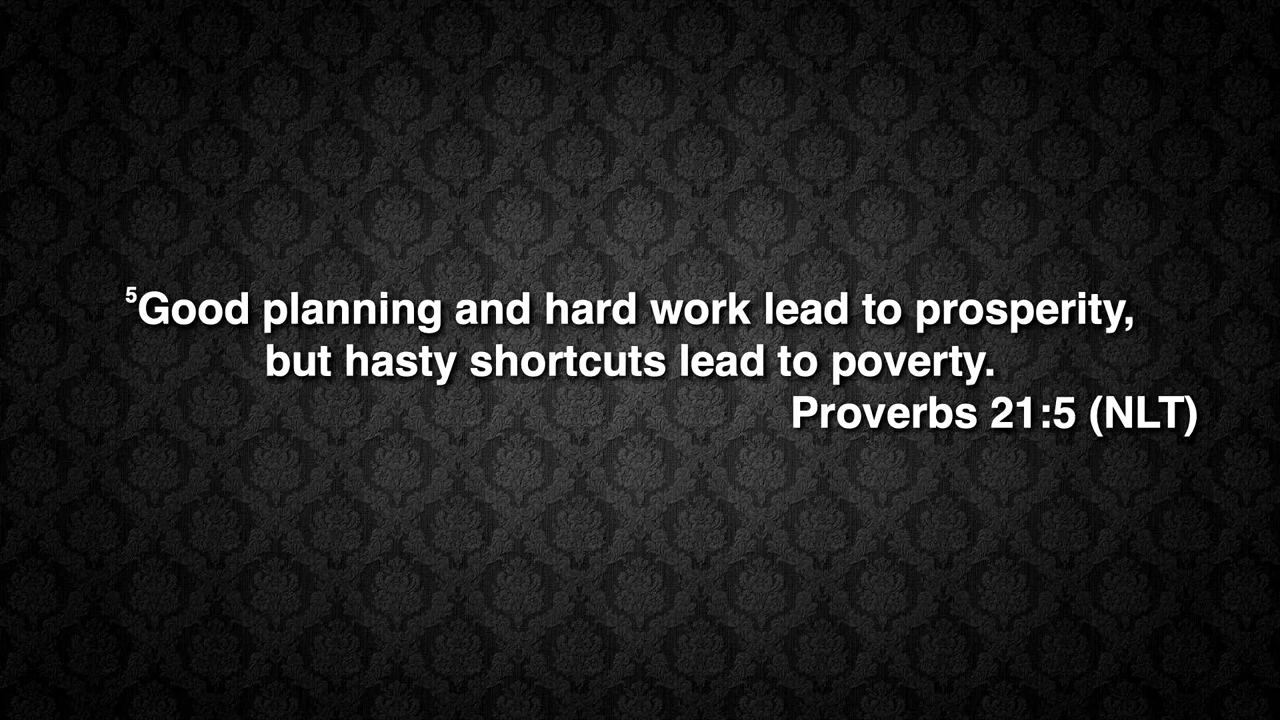 ⁵Good planning and hard work lead to prosperity,
but hasty shortcuts lead to poverty.
Proverbs 21:5 (NLT)